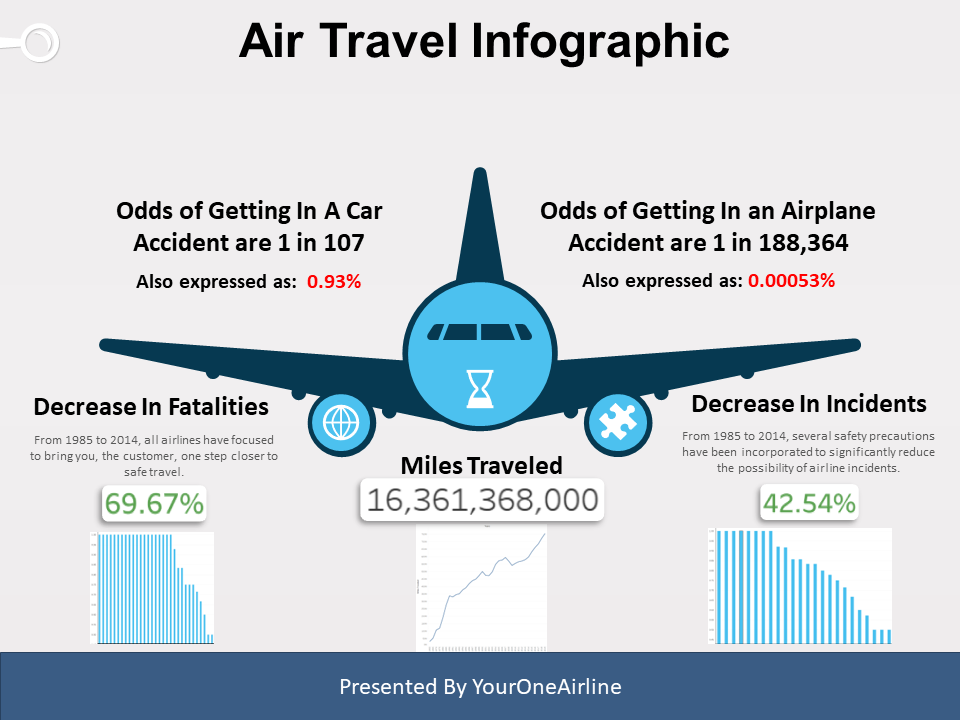 Air Travel Infographic
Odds of Getting In A Car
Accident are 1 in 107
Also expressed as: 0.93%
Odds of Getting In an Airplane
Accident are 1 in 188,364
Also expressed as: 0.00053%
Decrease In Fatalities
From 1985 to 2014, all airlines have focused
to bring you, the customer, one step closer to
safe travel.
69.67%
Miles Traveled
16,361,368,000
Decrease In Incidents
From 1985 to 2014, several safety precautions
have been incorporated to significantly reduce
the possibility of airline incidents.
42.54%
Presented By YourOneAirline